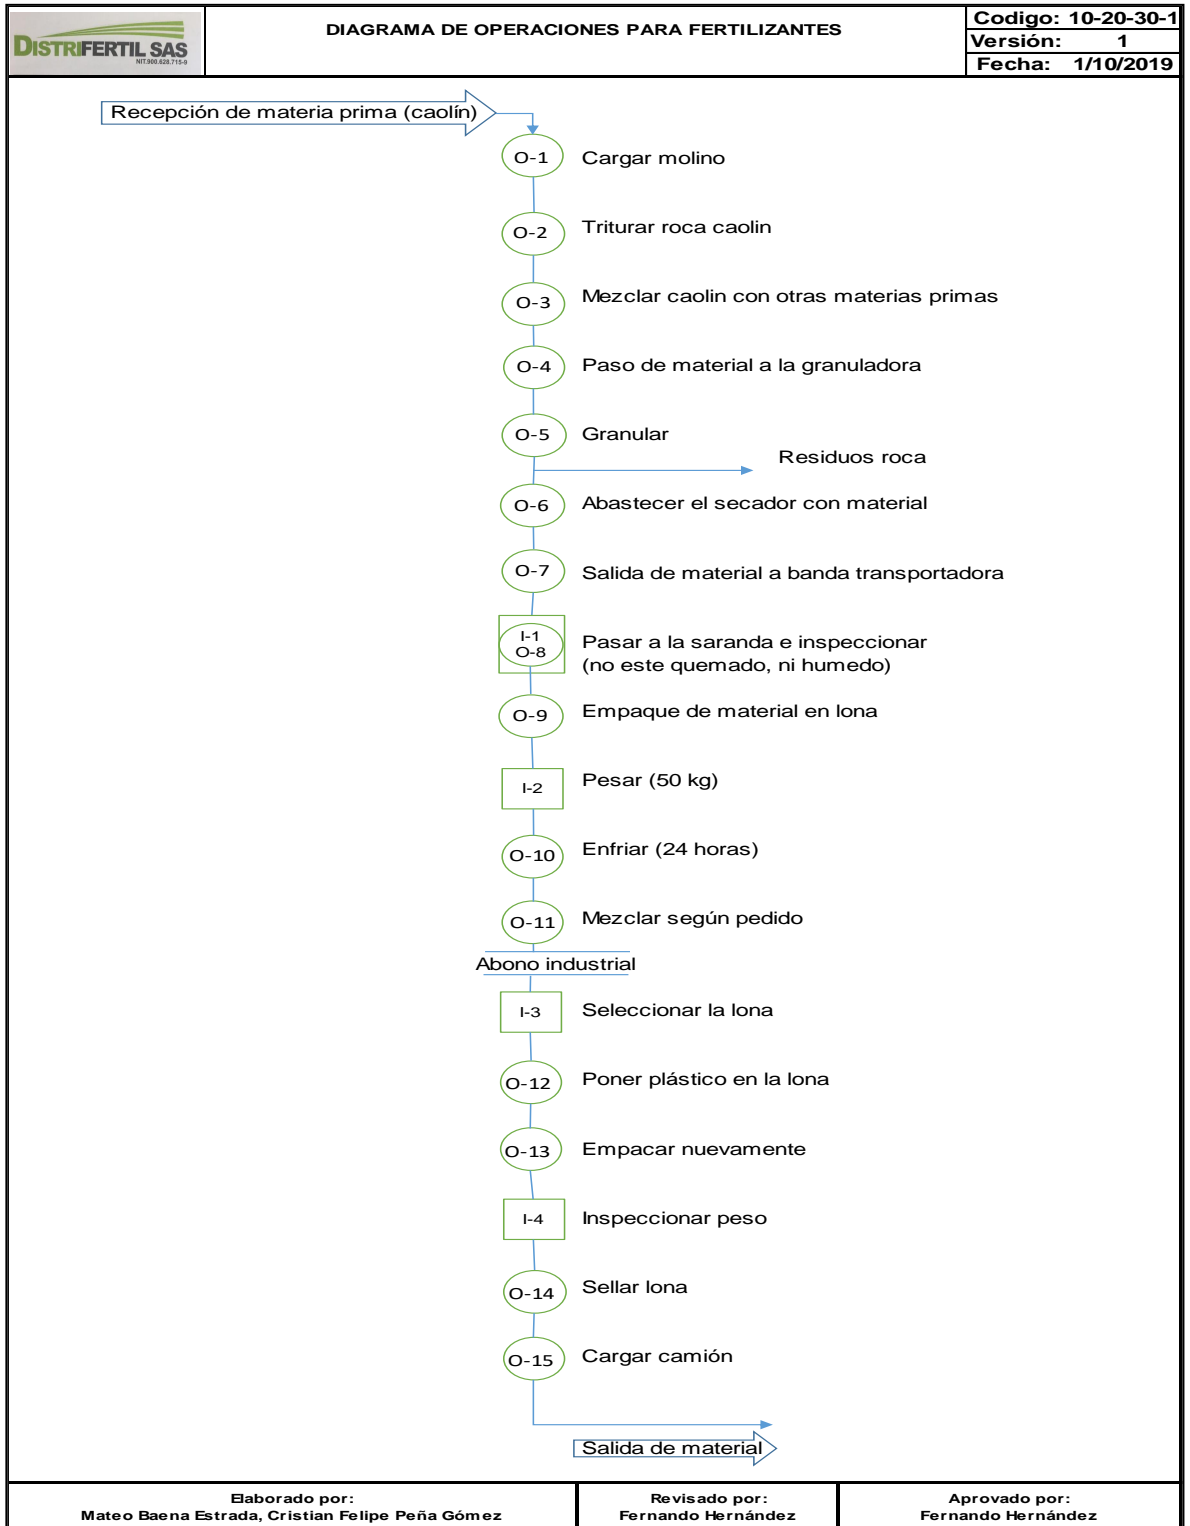 DISTRIFERTIL SAS
NIT.900.628.715-9
DIAGRAMA DE OPERACIONES PARA FERTILIZANTES
Codigo: 10-20-30-1
Versión: 1
Fecha: 1/10/2019
Recepción de materia prima (caolín)
O-1 Cargar molino
O-2 Triturar roca caolin
O-3 Mezclar caolin con otras materias primas
O-4 Paso de material a la granuladora
O-5 Granular
Residuos roca
O-6 Abastecer el secador con material
O-7 Salida de material a banda transportadora
I-1
O-8
Pasar a la saranda e inspeccionar
(no este quemado, ni humedo)
O-9 Empaque de material en lona
I-2 Pesar (50 kg)
O-10 Enfriar (24 horas)
O-11 Mezclar según pedido
Abono industrial
I-3 Seleccionar la lona
O-12 Poner plástico en la lona
O-13 Empacar nuevamente
I-4 Inspeccionar peso
O-14 Sellar lona
O-15 Cargar camión
Salida de material
Elaborado por:
Mateo Baena Estrada, Cristian Felipe Peña Gómez
Revisado por:
Fernando Hernández
Aprovado por:
Fernando Hernández